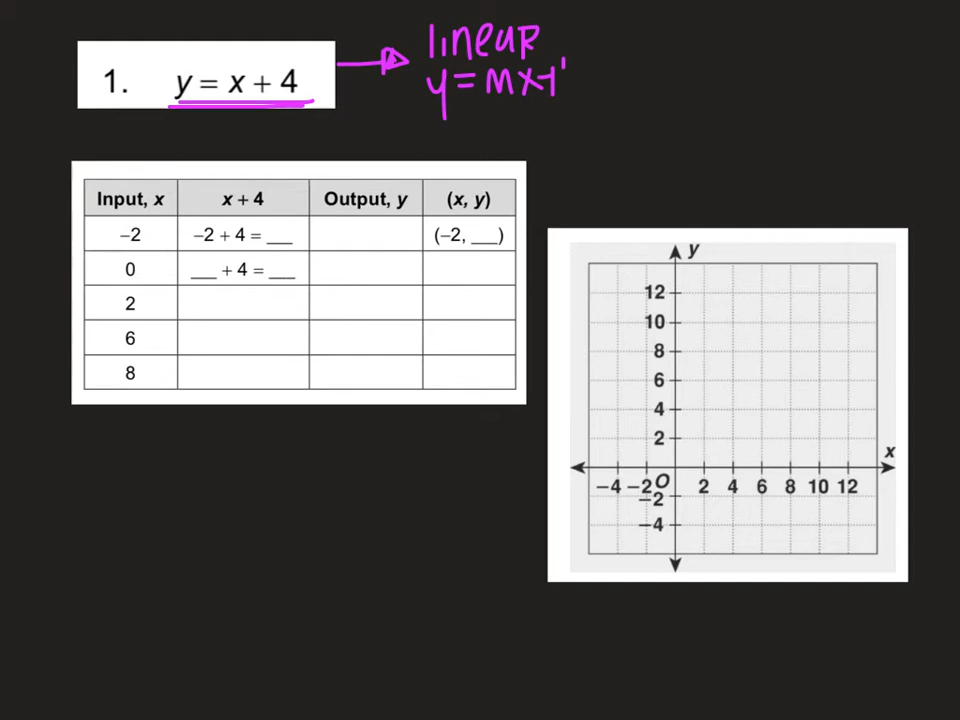 linear
1. y = x + 4
y = mx+
Input, x x + 4 Output, y (x, y)
−2 −2 + 4 = ___ (−2, ___)
0 ___ + 4 = ___
2
6
8
y
12
10
8
6
4
2
x
−4 −2 O 2 4 6 8 10 12
−2
−4